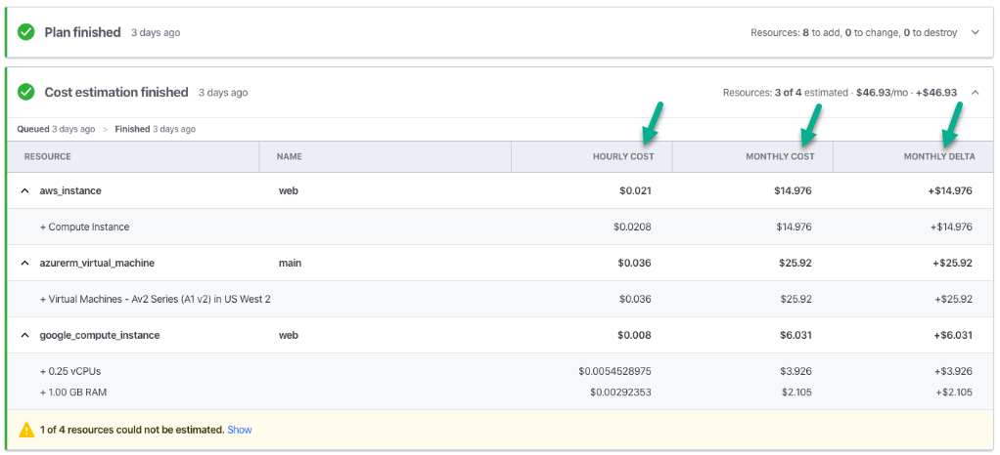 Plan finished 3 days ago Resources: 8 to add, 0 to change, 0 to destroy
Cost estimation finished 3 days ago Resources: 3 of 4 estimated · $46.93/mo · +$46.93
Queued 3 days ago > Finished 3 days ago
RESOURCE NAME HOURLY COST MONTHLY COST MONTHLY DELTA
aws_instance web $0.021 $14.976 +$14.976
+ Compute Instance $0.0208 $14.976 +$14.976
azurerm_virtual_machine main $0.036 $25.92 +$25.92
+ Virtual Machines - Av2 Series (A1 v2) in US West 2 $0.036 $25.92 +$25.92
google_compute_instance web $0.008 $6.031 +$6.031
+ 0.25 vCPUs $0.0054528975 $3.926 +$3.926
+ 1.00 GB RAM $0.00292353 $2.105 +$2.105
1 of 4 resources could not be estimated. Show